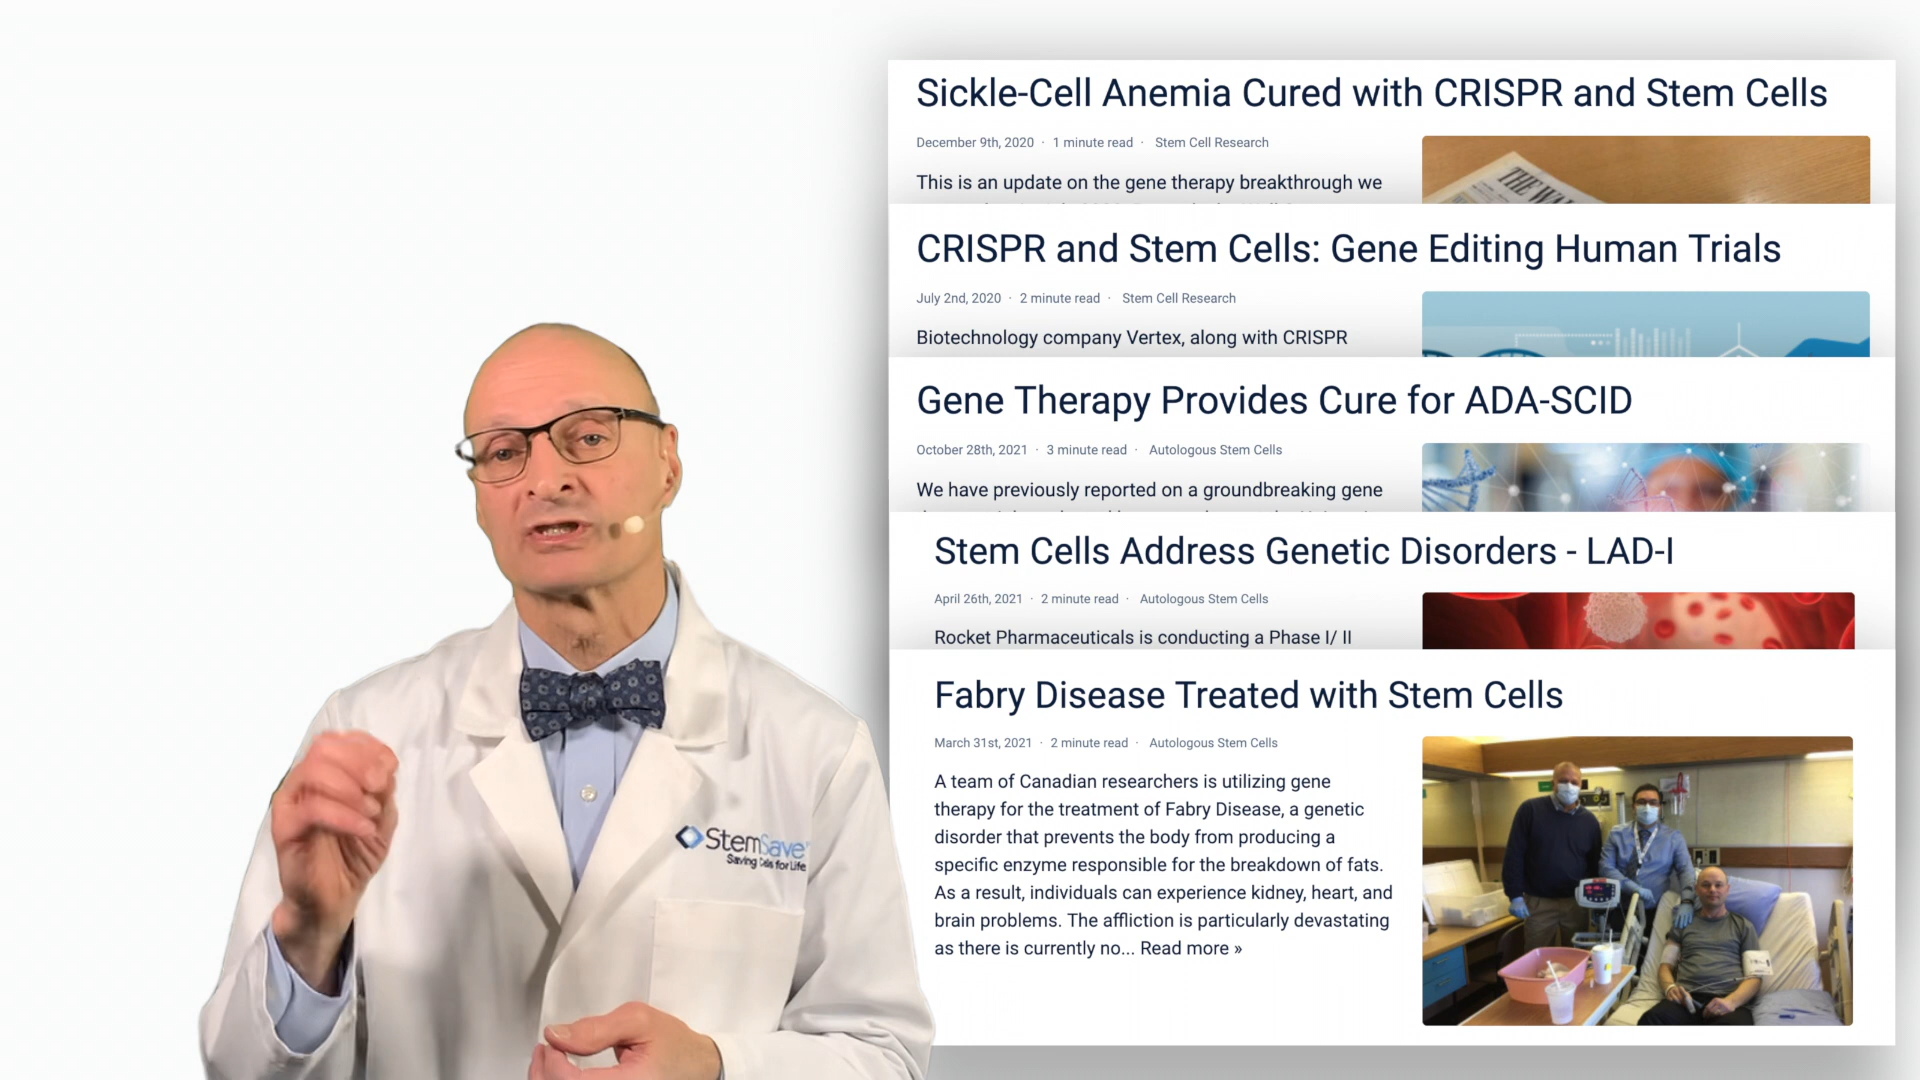 Sickle-Cell Anemia Cured with CRISPR and Stem Cells
December 9th, 2020 · 1 minute read · Stem Cell Research
This is an update on the gene therapy breakthrough we
THE WA
CRISPR and Stem Cells: Gene Editing Human Trials
July 2nd, 2020 · 2 minute read · Stem Cell Research
Biotechnology company Vertex, along with CRISPR
Gene Therapy Provides Cure for ADA-SCID
October 28th, 2021 · 3 minute read · Autologous Stem Cells
We have previously reported on a groundbreaking gene
Stem Cells Address Genetic Disorders - LAD-I
April 26th, 2021 · 2 minute read · Autologous Stem Cells
Rocket Pharmaceuticals is conducting a Phase I/ II
Fabry Disease Treated with Stem Cells
March 31st, 2021 · 2 minute read · Autologous Stem Cells
A team of Canadian researchers is utilizing gene
therapy for the treatment of Fabry Disease, a genetic
disorder that prevents the body from producing a
specific enzyme responsible for the breakdown of fats.
As a result, individuals can experience kidney, heart, and
brain problems. The affliction is particularly devastating
as there is currently no... Read more »
StemSave
Saving Cells for Life